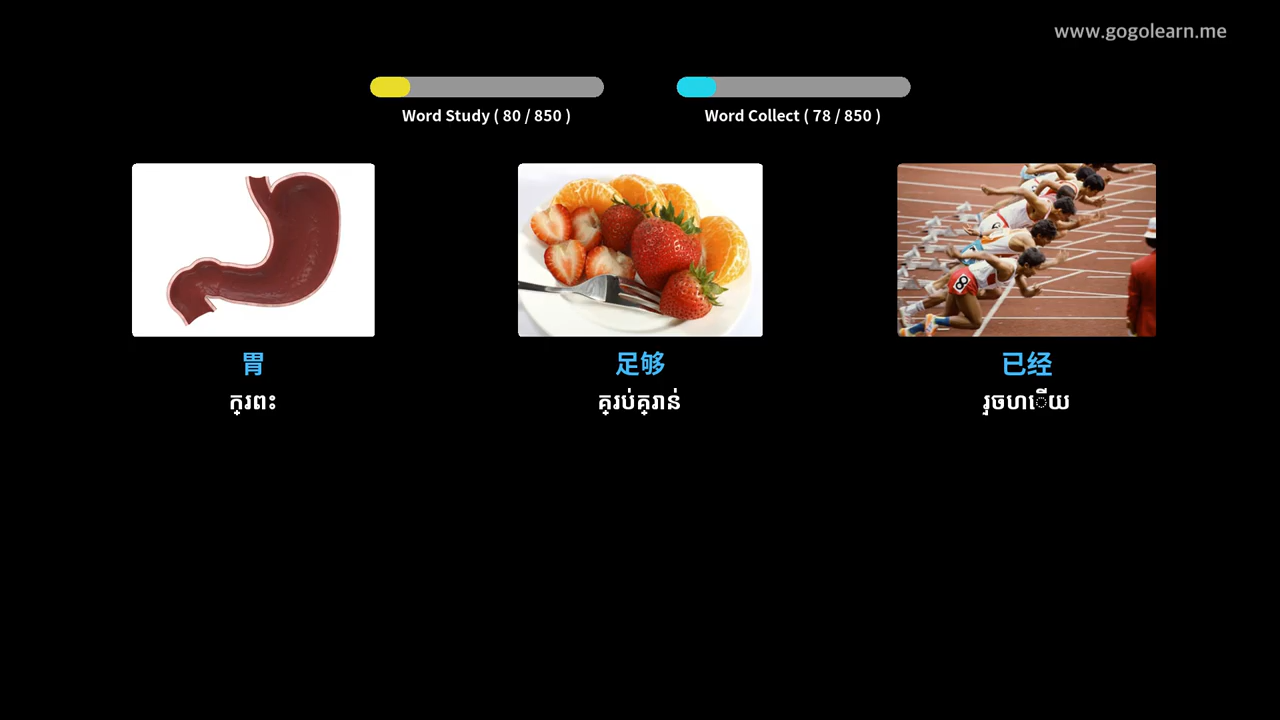 www.gogolearn.me
Word Study ( 80 / 850 )
Word Collect ( 78 / 850 )
胃
足够
已经
ក្រពះ
គ្រប់គ្រាន់
រួចហើយ
8